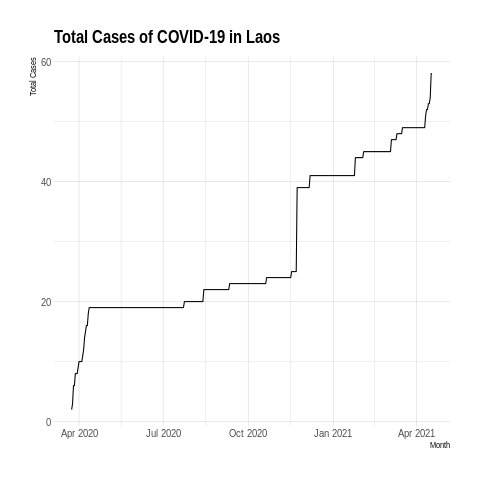 Total Cases of COVID-19 in Laos
Total Cases
60
40
20
0
Apr 2020
Jul 2020
Oct 2020
Jan 2021
Apr 2021
Month